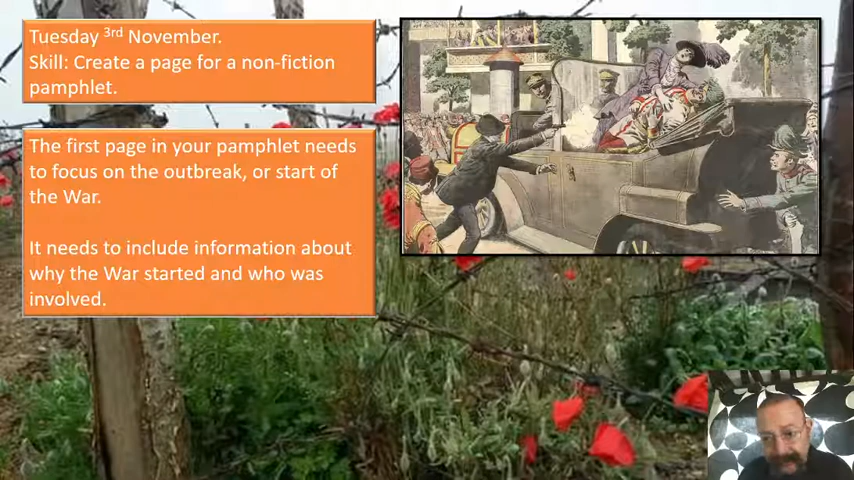 Tuesday 3rd November.
Skill: Create a page for a non-fiction
pamphlet.
The first page in your pamphlet needs
to focus on the outbreak, or start of
the War.
It needs to include information about
why the War started and who was
involved.